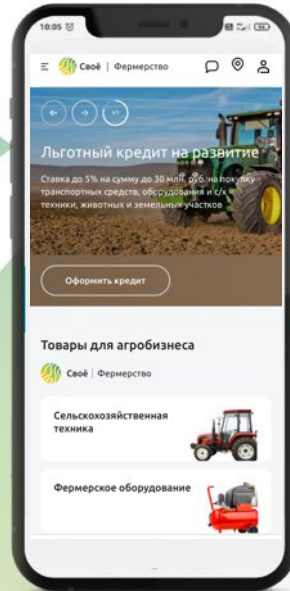 10:05
Своё | Фермерство
Льготный кредит на развитие
Ставка до 5% на сумму до 30 млн. руб. на покупку
транспортных средств, оборудования и с/х
техники, животных и земельных участков
Оформить кредит
Товары для агробизнеса
Своё | Фермерство
Сельскохозяйственная
техника
Фермерское оборудование